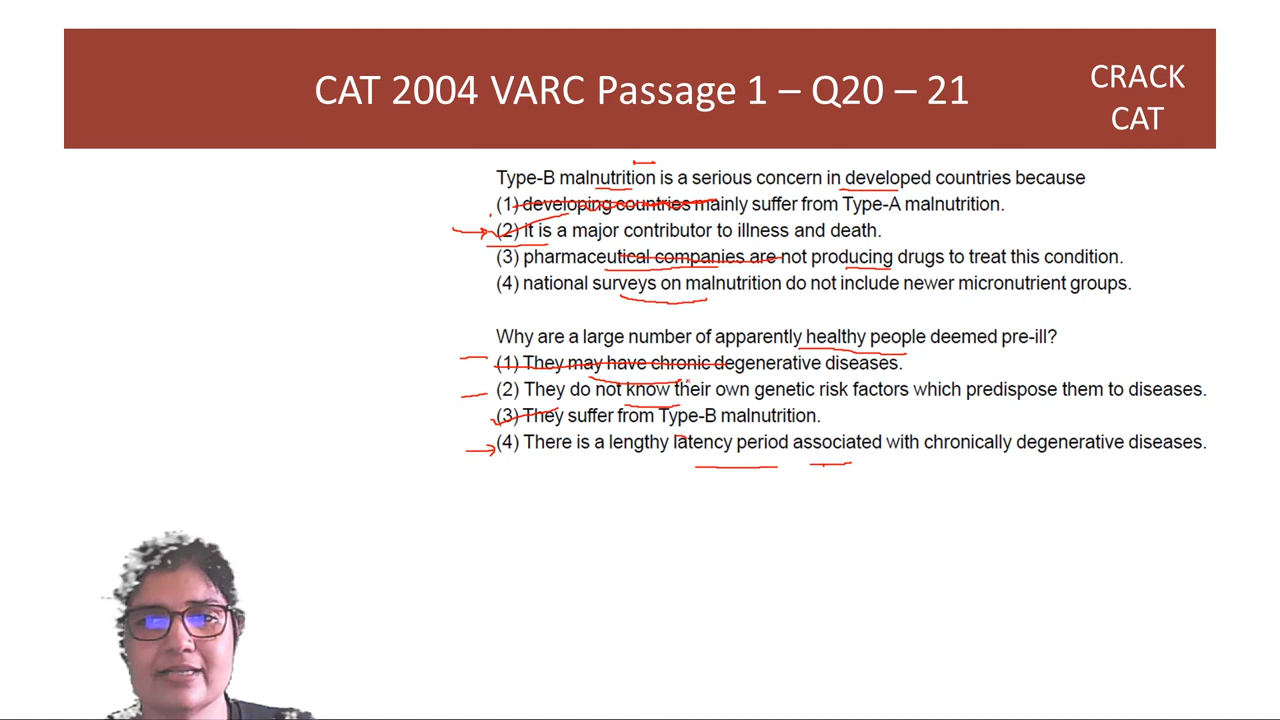 CAT 2004 VARC Passage 1 – Q20 – 21
CRACK
CAT
Type-B malnutrition is a serious concern in developed countries because
(1) developing countries mainly suffer from Type-A malnutrition.
(2) it is a major contributor to illness and death.
(3) pharmaceutical companies are not producing drugs to treat this condition.
(4) national surveys on malnutrition do not include newer micronutrient groups.
Why are a large number of apparently healthy people deemed pre-ill?
(1) They may have chronic degenerative diseases.
(2) They do not know their own genetic risk factors which predispose them to diseases.
(3) They suffer from Type-B malnutrition.
(4) There is a lengthy latency period associated with chronically degenerative diseases.